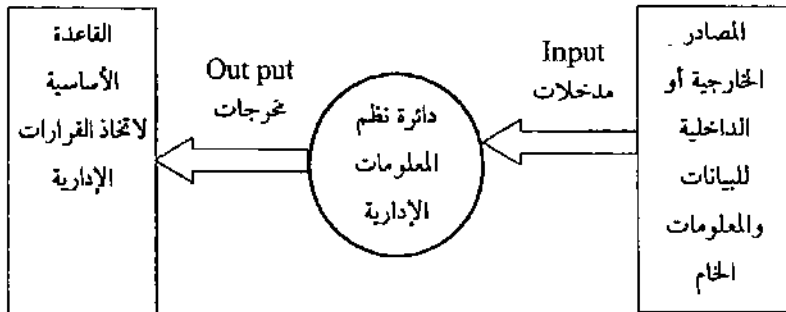 المصادر
الخارجية أو
الداخلية
للبيانات
والمعلومات
الخام
Input
مدخلات
دائرة نظم
المعلومات
الإدارية
Out put
مخرجات
القاعدة
الأساسية
لاتخاذ القرارات
الإدارية